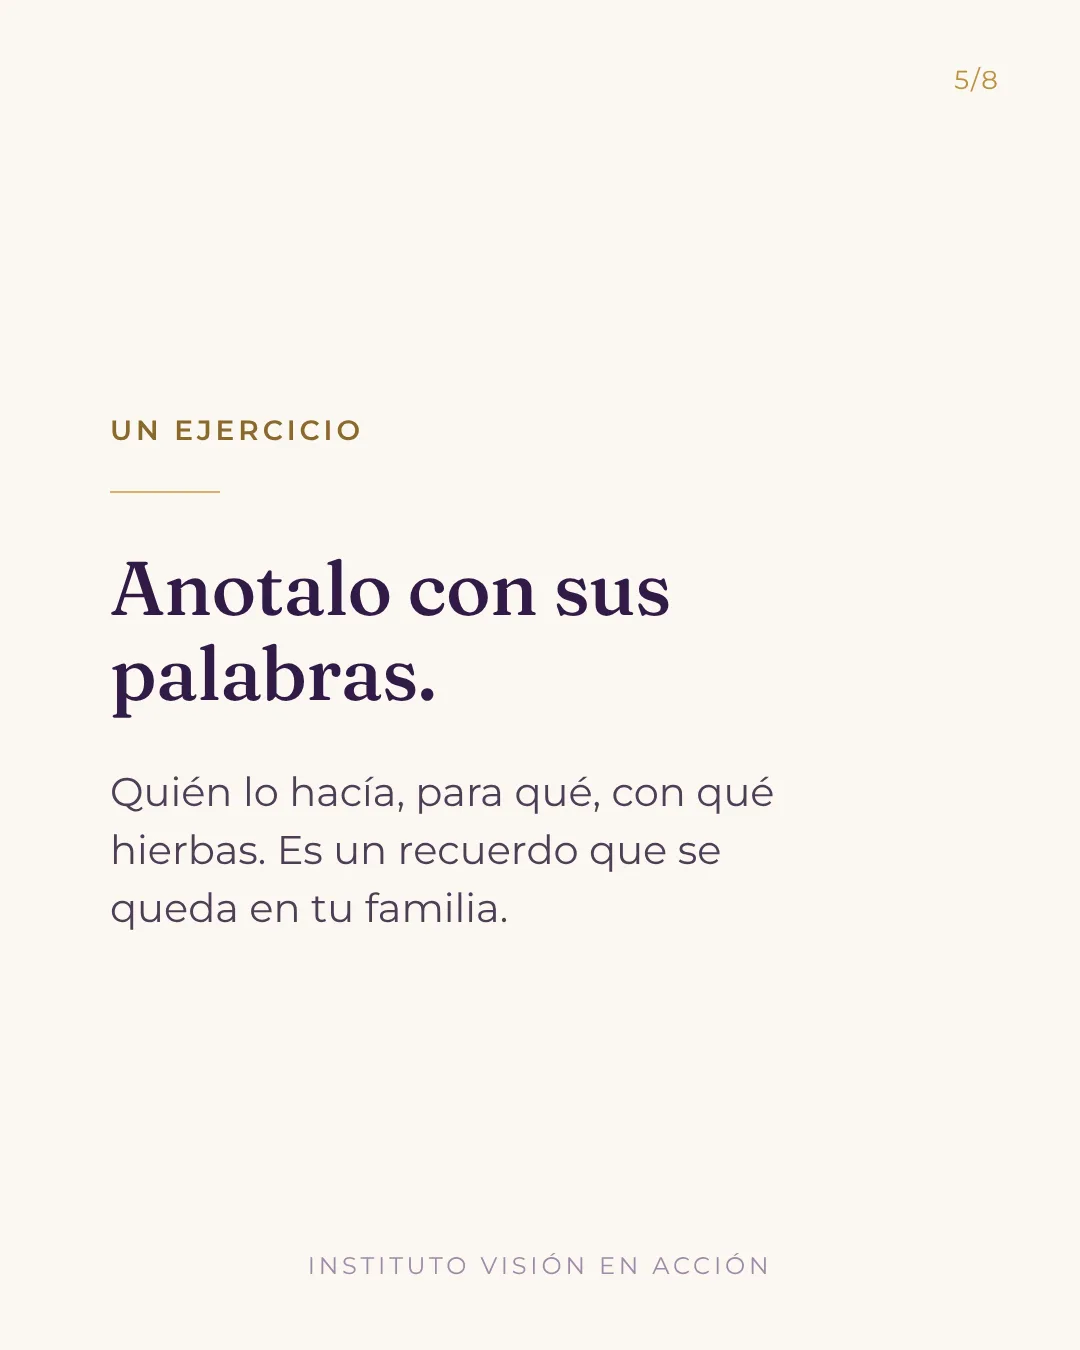 5/8
UN EJERCICIO
Anotalo con sus
palabras.
Quién lo hacía, para qué, con qué
hierbas. Es un recuerdo que se
queda en tu familia.
INSTITUTO VISIÓN EN ACCIÓN